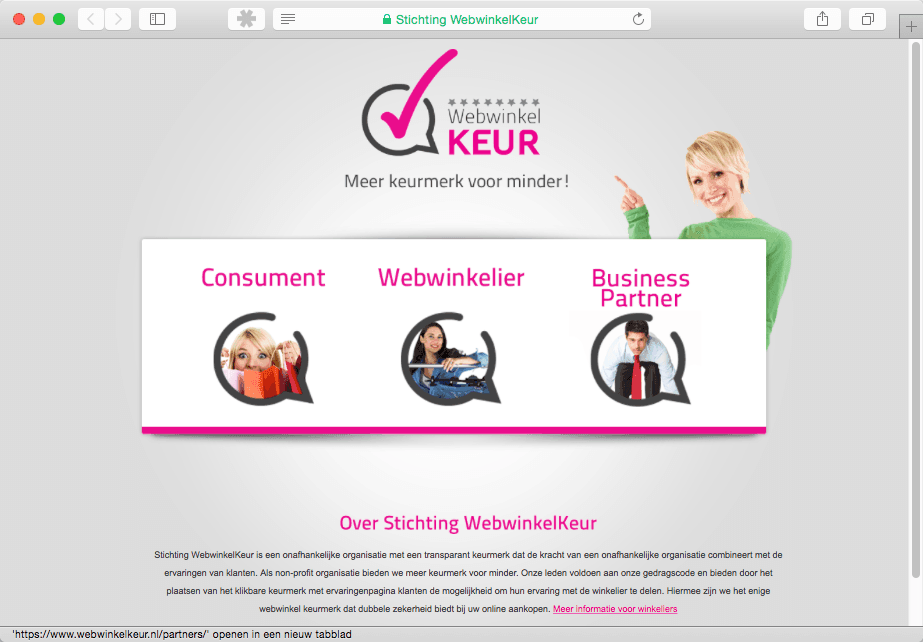 Stichting WebwinkelKeur
Webwinkel
KEUR
Meer keurmerk voor minder!
Consument
Webwinkelier
Business
Partner
Over Stichting WebwinkelKeur
Stichting WebwinkelKeur is een onafhankelijke organisatie met een transparant keurmerk dat de kracht van een onafhankelijke organisatie combineert met de
ervaringen van klanten. Als non-profit organisatie bieden we meer keurmerk voor minder. Onze leden voldoen aan onze gedragscode en bieden door het
plaatsen van het klikbare keurmerk met ervaringenpagina klanten de mogelijkheid om hun ervaring met de winkelier te delen. Hiermee zijn we het enige
webwinkel keurmerk dat dubbele zekerheid biedt bij uw online aankopen. Meer informatie voor winkeliers
'https://www.webwinkelkeur.nl/partners/' openen in een nieuw tabblad